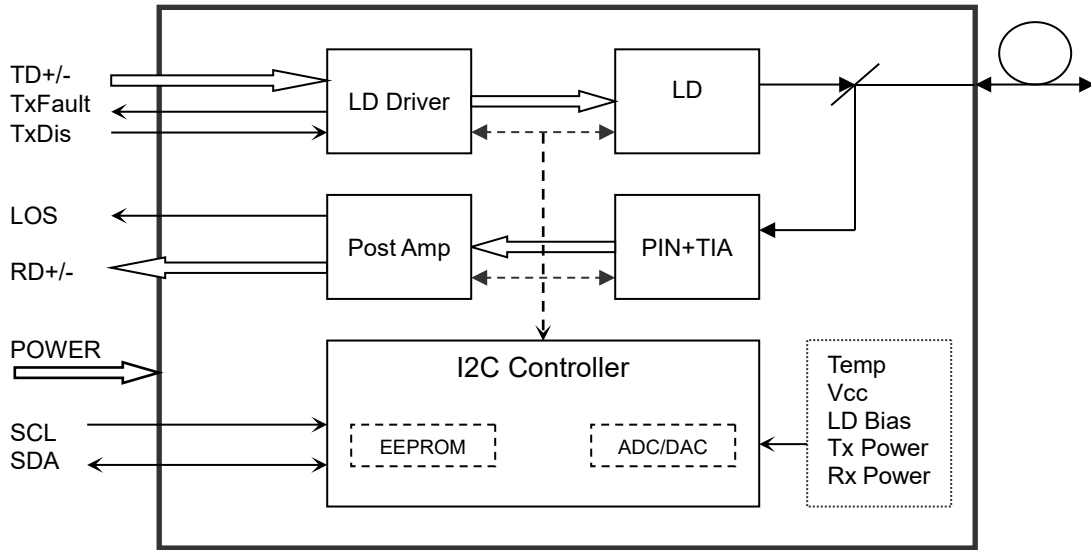 TD+/-
TxFault
TxDis
LD Driver
LD
LOS
RD+/-
Post Amp
PIN+TIA
POWER
SCL
SDA
I2C Controller
EEPROM
ADC/DAC
Temp
Vcc
LD Bias
Tx Power
Rx Power